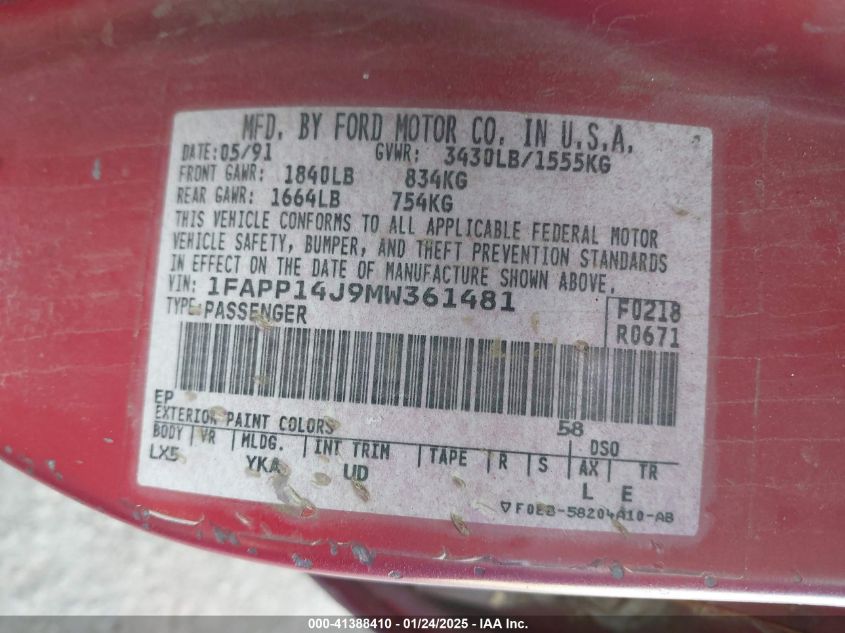 MFD. BY FORD MOTOR CO. IN U.S.A.
DATE: 05/91 GVWR: 3430LB/1555KG
FRONT GAWR: 1840LB 834KG
REAR GAWR: 1664LB 754KG
THIS VEHICLE CONFORMS TO ALL APPLICABLE FEDERAL MOTOR
VEHICLE SAFETY, BUMPER, AND THEFT PREVENTION STANDARDS
IN EFFECT ON THE DATE OF MANUFACTURE SHOWN ABOVE.
VIN: 1FAPP14J9MW361481 F0218
TYPE: PASSENGER R0671
EP
EXTERIOR PAINT COLORS 58 DSO
BODY VR MLDG. INT TRIM TAPE R S AX TR
LX5 YKA UD L E
F0EB-58204A10-AB
000-41388410 - 01/24/2025 - IAAI Inc.